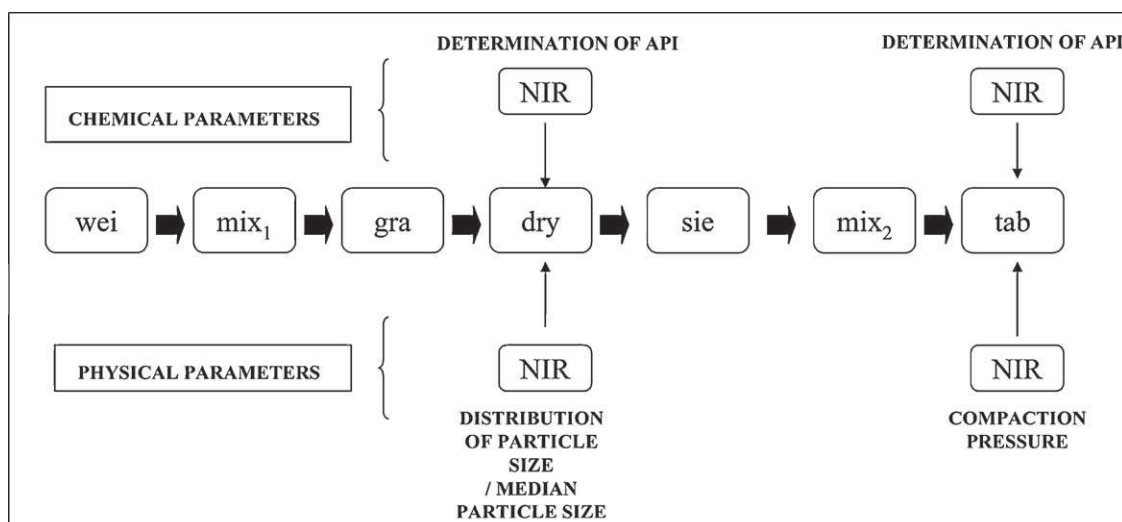 DETERMINATION OF API
DETERMINATION OF API
NIR
NIR
CHEMICAL PARAMETERS
wei
mix₁
gra
dry
sie
mix₂
tab
PHYSICAL PARAMETERS
NIR
NIR
DISTRIBUTION
OF PARTICLE
SIZE
/ MEDIAN
PARTICLE SIZE
COMPACTION
PRESSURE